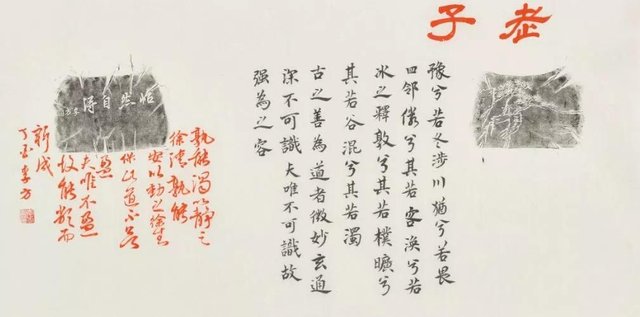 老子
豫兮若冬涉川猶兮若畏
四邻儼兮其若客渙兮若
冰之釋敦兮其若樸曠兮
其若谷混兮其若濁
古之善為道者微妙玄通
深不可識夫唯不可識故
强為之容
怡然自得
孰能濁以靜之
徐清孰能
安以動之徐生
保此道不欲
盈
夫唯不盈
故能蔽而
新成
丁酉李方